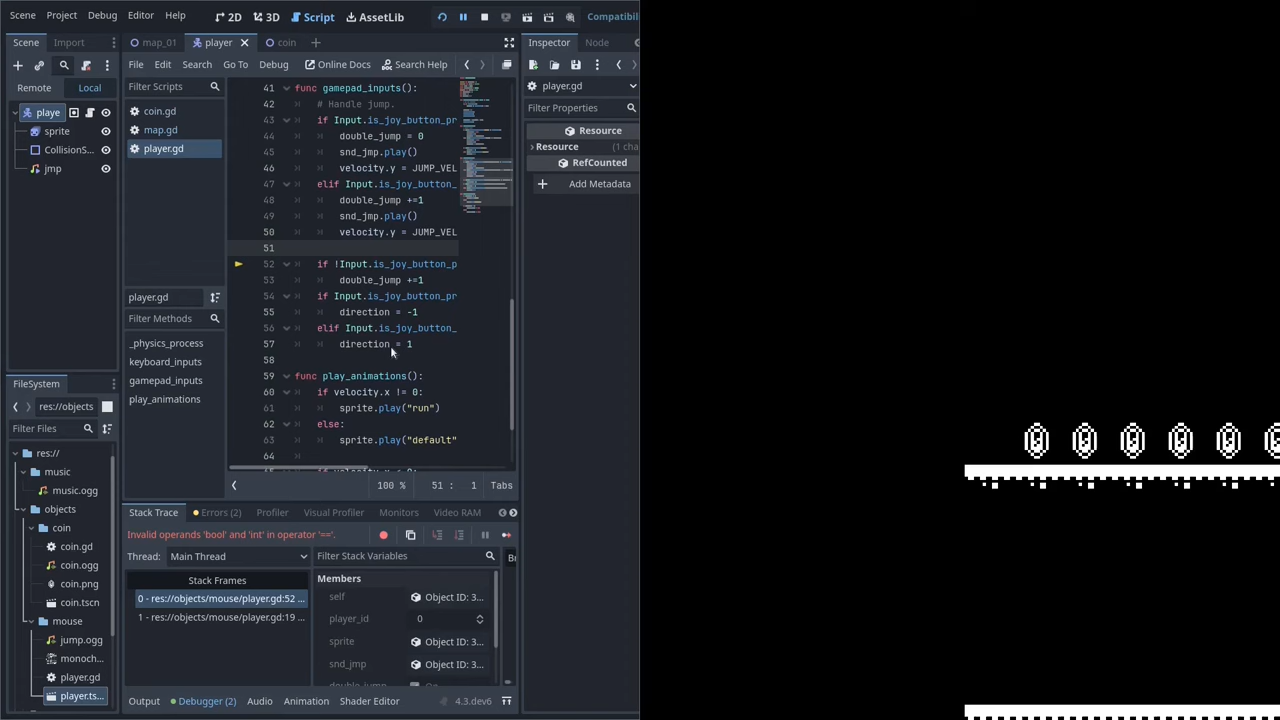 Scene Project Debug Editor Help 2D 3D Script AssetLib Compatibi
Scene Import map_01 player coin Inspector Node
File Edit Search Go To Debug Online Docs Search Help
Remote Local
Filter Scripts
player.gd
Filter Properties
coin.gd
map.gd
player.gd
playe
sprite
CollisionS...
jmp
41 func gamepad_inputs():
42 # Handle jump.
43 if Input.is_joy_button_pr
44 double_jump = 0
45 snd_jmp.play()
46 velocity.y = JUMP_VEL
47 elif Input.is_joy_button_
48 double_jump +=1
49 snd_jmp.play()
50 velocity.y = JUMP_VEL
51
52 if !Input.is_joy_button_p
53 double_jump +=1
54 if Input.is_joy_button_pr
55 direction = -1
56 elif Input.is_joy_button_
57 direction = 1
58
59 func play_animations():
60 if velocity.x != 0:
61 sprite.play("run")
62 else:
63 sprite.play("default"
64
Resource
Resource (1 cha
RefCounted
Add Metadata
player.gd
Filter Methods
_physics_process
keyboard_inputs
gamepad_inputs
play_animations
100 % 51 : 1 Tabs
FileSystem
res://objects
Filter Files
res://
music
music.ogg
objects
coin
coin.gd
coin.ogg
coin.png
coin.tscn
mouse
jump.ogg
monoch...
player.gd
player.ts...
Stack Trace Errors (2) Profiler Visual Profiler Monitors Video RAM
Invalid operands 'bool' and 'int' in operator '=='.
Thread: Main Thread Filter Stack Variables Br
Stack Frames
0 - res://objects/mouse/player.gd:52 ...
1 - res://objects/mouse/player.gd:19 ...
Members
self Object ID: 3...
player_id 0
sprite Object ID: 3...
snd_jmp Object ID: 3...
Output Debugger (2) Audio Animation Shader Editor 4.3.dev6